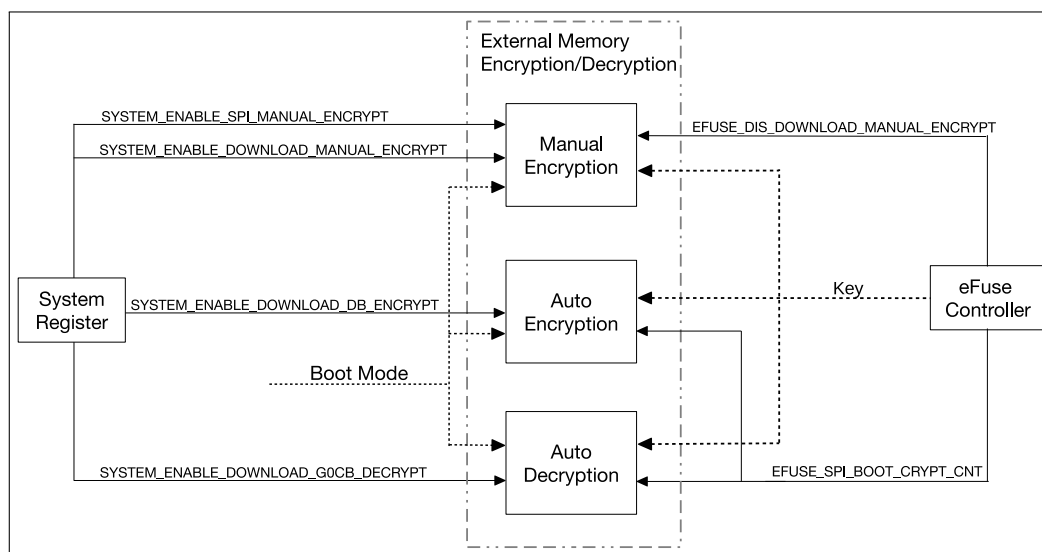 External Memory
Encryption/Decryption
SYSTEM_ENABLE_SPI_MANUAL_ENCRYPT
SYSTEM_ENABLE_DOWNLOAD_MANUAL_ENCRYPT
Manual
Encryption
EFUSE_DIS_DOWNLOAD_MANUAL_ENCRYPT
System
Register
SYSTEM_ENABLE_DOWNLOAD_DB_ENCRYPT
Auto
Encryption
Key
eFuse
Controller
Boot Mode
SYSTEM_ENABLE_DOWNLOAD_G0CB_DECRYPT
Auto
Decryption
EFUSE_SPI_BOOT_CRYPT_CNT